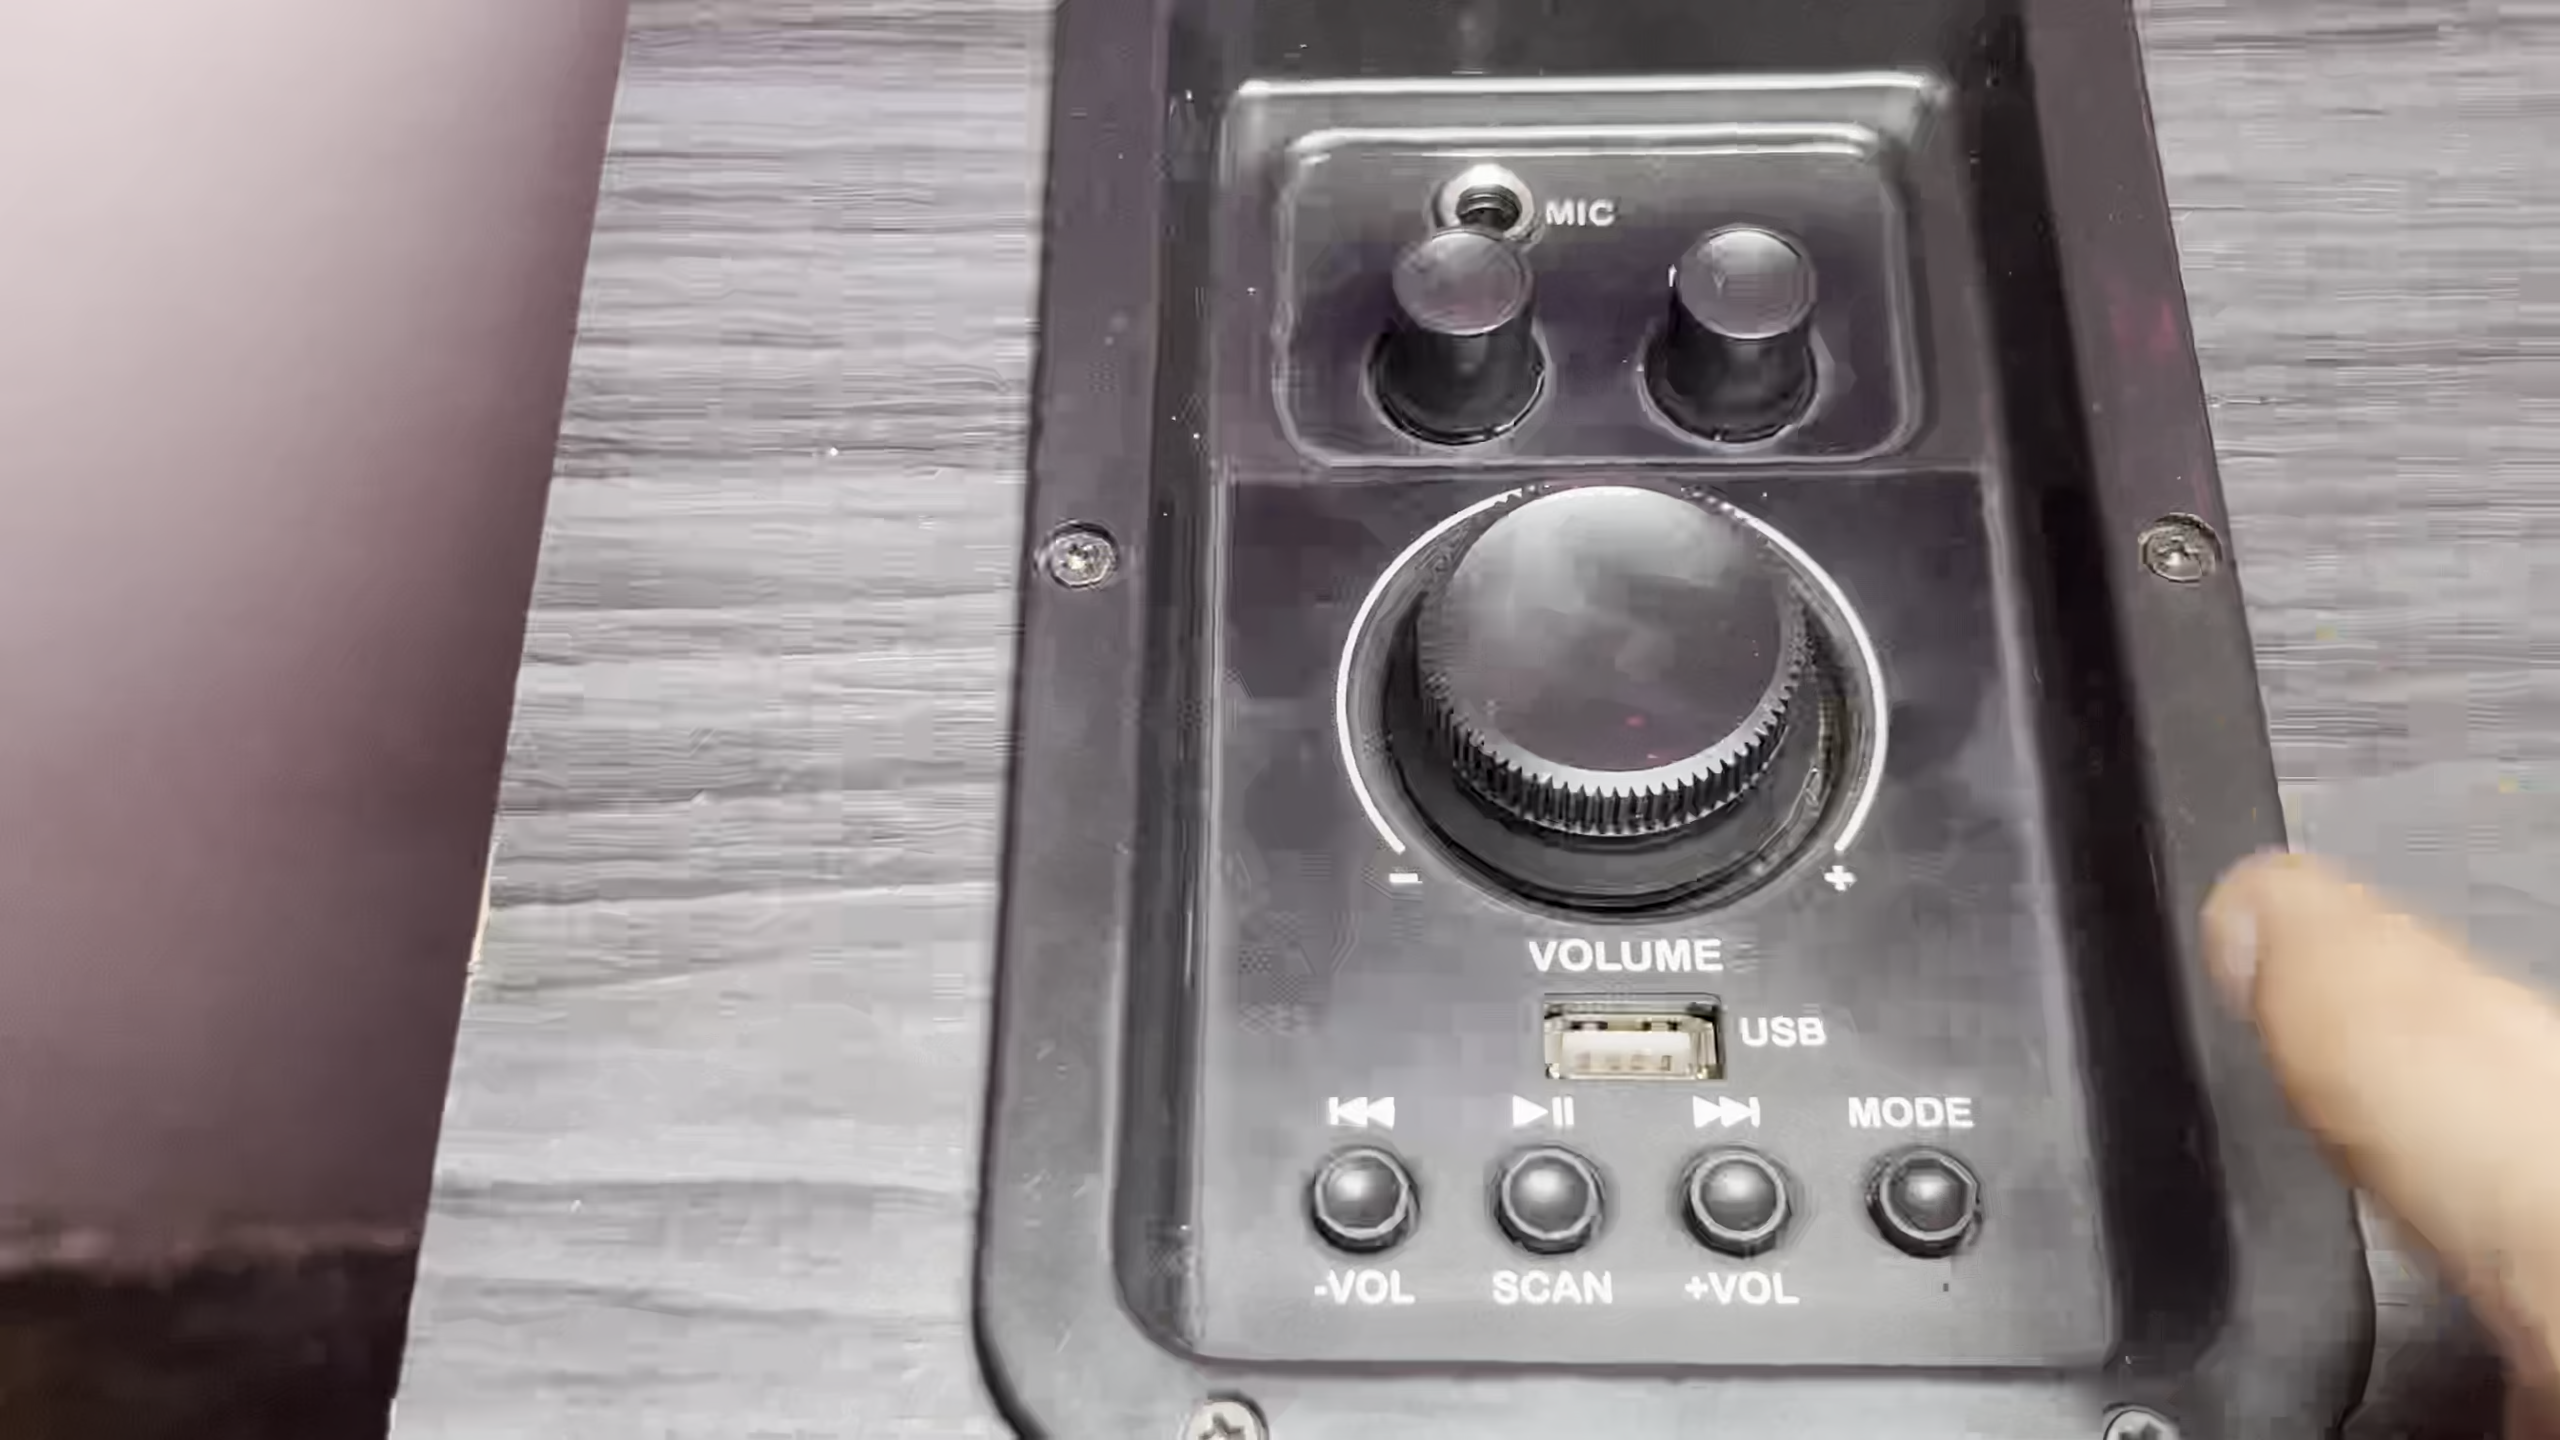 MIC
-
+
VOLUME
USB
MODE
-VOL
SCAN
+VOL